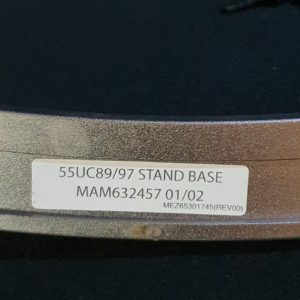 55UC89/97 STAND BASE
MAM632457 01/02
MEZ65301745(REV00)